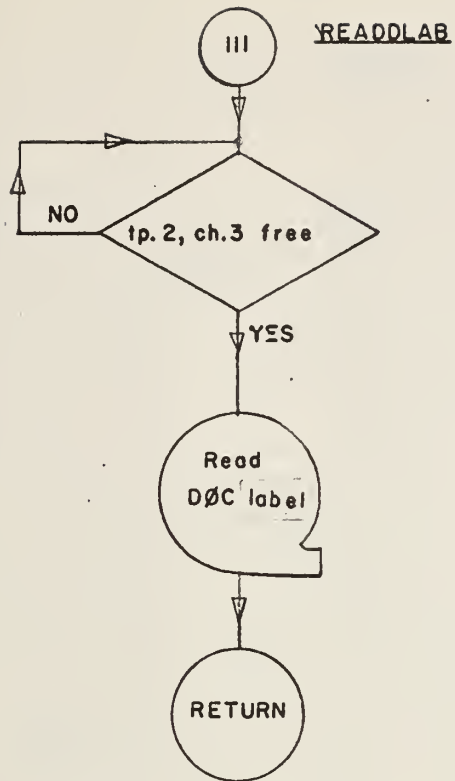 111 READDLAB
NO
tp. 2, ch. 3 free
YES
Read
DØC label
RETURN